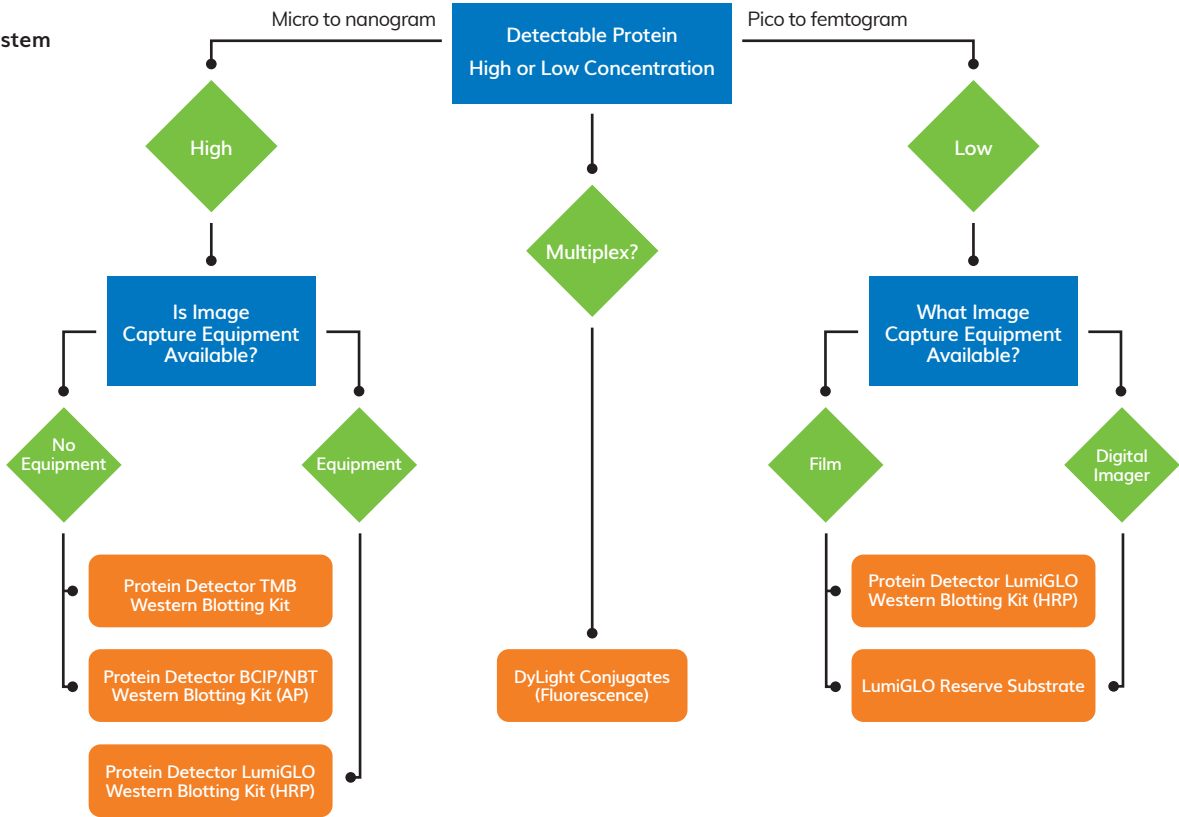 stem
Micro to nanogram
Detectable Protein
High or Low Concentration
Pico to femtogram
High
Low
Multiplex?
Is Image
Capture Equipment
Available?
What Image
Capture Equipment
Available?
No
Equipment
Equipment
Film
Digital
Imager
Protein Detector TMB
Western Blotting Kit
Protein Detector BCIP/NBT
Western Blotting Kit (AP)
Protein Detector LumiGLO
Western Blotting Kit (HRP)
DyLight Conjugates
(Fluorescence)
Protein Detector LumiGLO
Western Blotting Kit (HRP)
LumiGLO Reserve Substrate